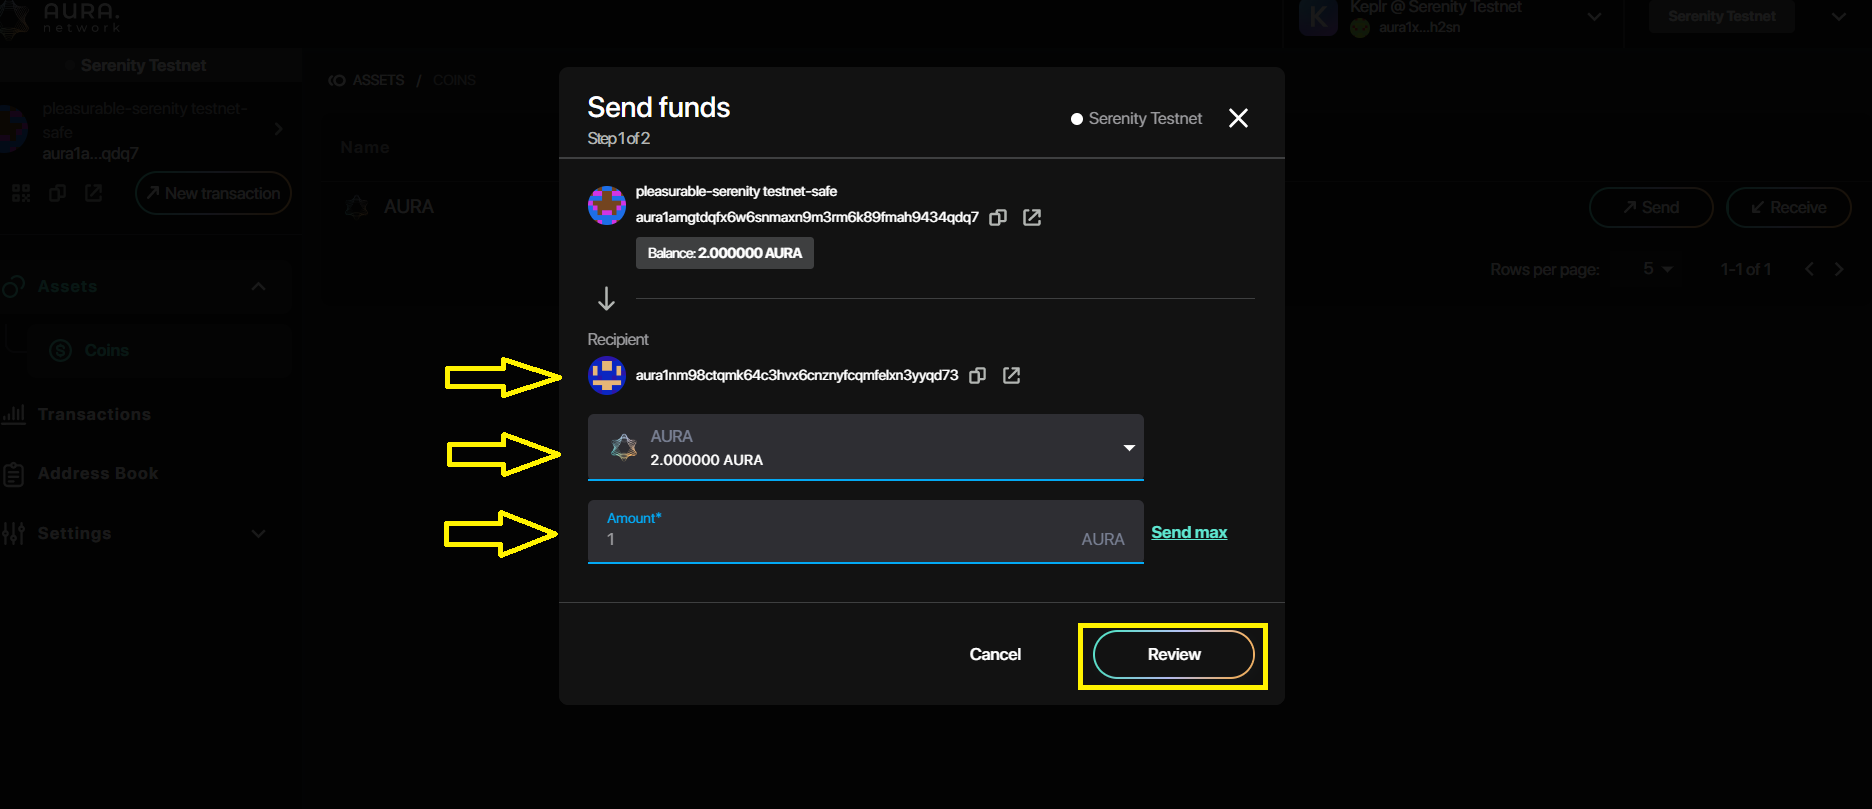 AURA.
network
Keplr @ Serenity Testnet
aura1x...h2sn
Serenity Testnet
Serenity Testnet
pleasurable-serenity testnet-
safe
aura1a...qdq7
New transaction
Assets
Coins
Transactions
Address Book
Settings
ASSETS / COINS
Name
AURA
Send
Receive
Rows per page:
5
1-1 of 1
Send funds
Step 1 of 2
Serenity Testnet
pleasurable-serenity testnet-safe
aura1amgtdqfx6w6snmaxn9m3rm6k89fmah9434qdq7
Balance: 2.000000 AURA
Recipient
aura1nm98ctqmk64c3hvx6cnznyfcqmfelxn3yyqd73
AURA
2.000000 AURA
Amount*
1
AURA
Send max
Cancel
Review